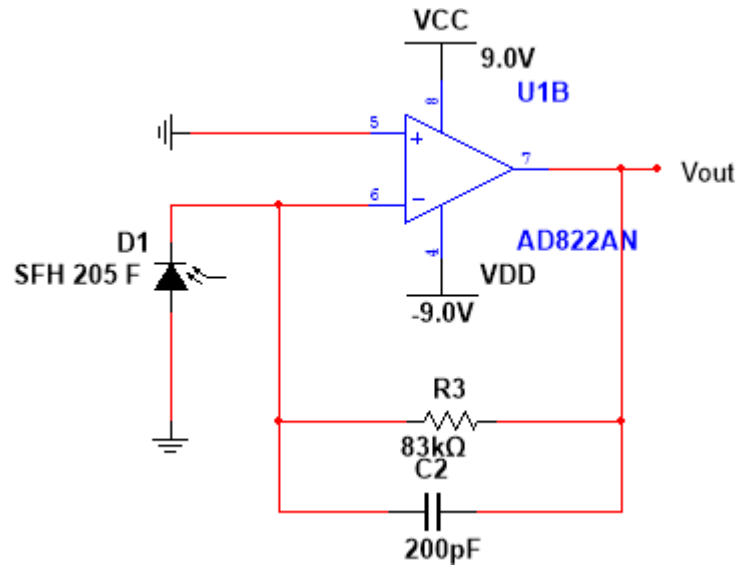 VCC
9.0V
U1B
8
5
+
7
Vout
6
−
AD822AN
4
VDD
-9.0V
D1
SFH 205 F
R3
83kΩ
C2
200pF